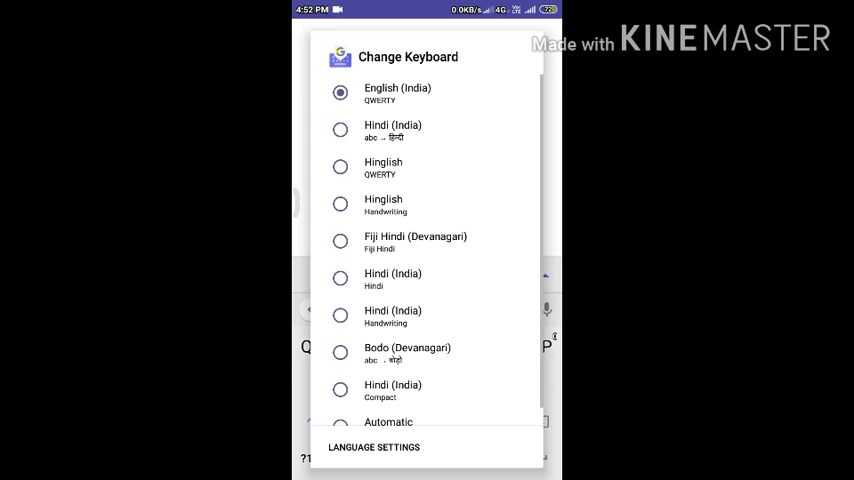 4:52 PM 0.0KB/s 4G 72
Made with KINEMASTER
Change Keyboard
English (India)
QWERTY
Hindi (India)
abc → हिन्दी
Hinglish
QWERTY
Hinglish
Handwriting
Fiji Hindi (Devanagari)
Fiji Hindi
Hindi (India)
Hindi
Hindi (India)
Handwriting
Q P
Bodo (Devanagari)
abc → बोड़ो
Hindi (India)
Compact
Automatic
LANGUAGE SETTINGS
?1